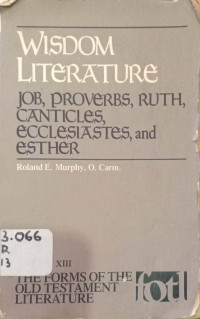 WISDOM
LITERATURE
JOB, PROVERBS, RUTH,
CANTICLES,
ECCLESIASTES, and
ESTHER
Roland E. Murphy, O. Carm.
3.066
R
13
XIII
THE FORMS OF THE
OLD TESTAMENT
LITERATURE
fotl